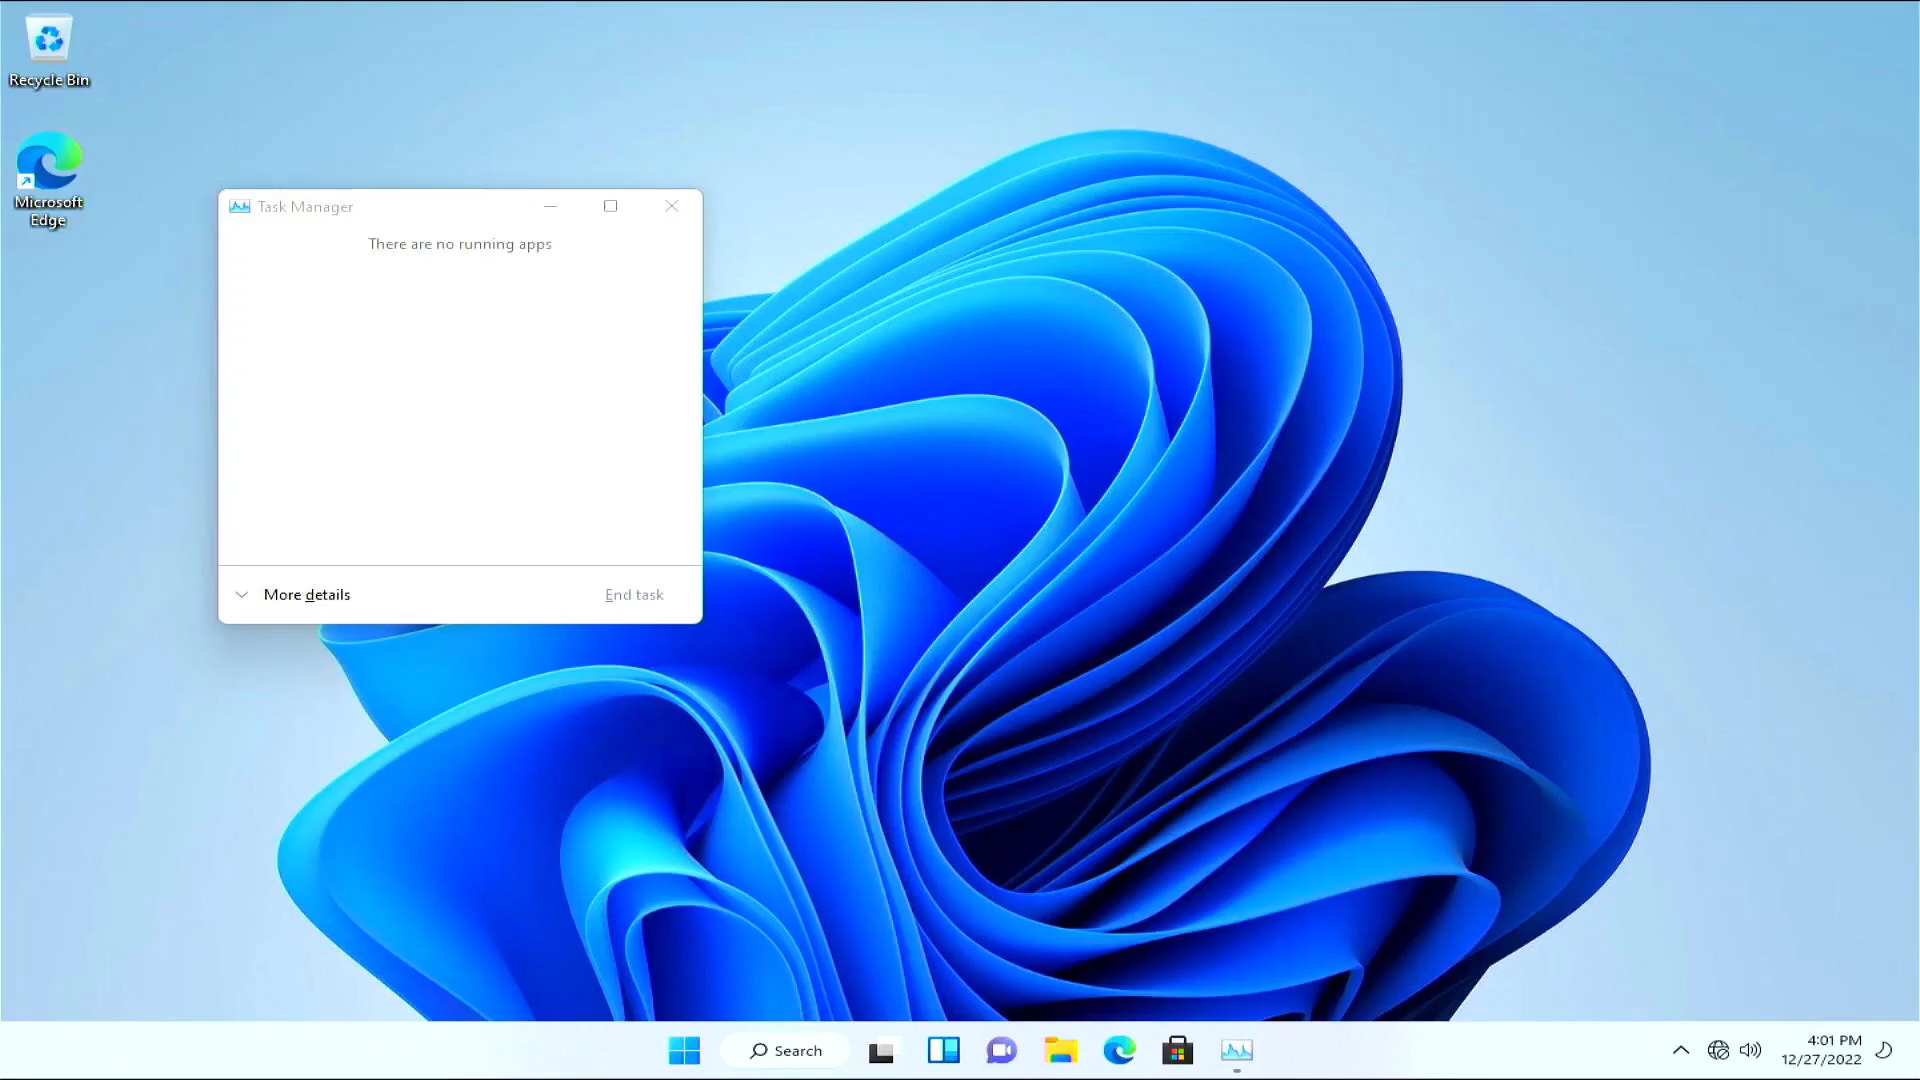 Recycle Bin
Microsoft
Edge
Task Manager
There are no running apps
More details
End task
Search
4:01 PM
12/27/2022